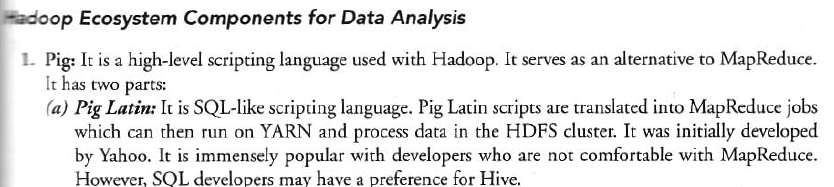 Hadoop Ecosystem Components for Data Analysis
1. Pig: It is a high-level scripting language used with Hadoop. It serves as an alternative to MapReduce.
It has two parts:
(a) Pig Latin: It is SQL-like scripting language. Pig Latin scripts are translated into MapReduce jobs
which can then run on YARN and process data in the HDFS cluster. It was initially developed
by Yahoo. It is immensely popular with developers who are not comfortable with MapReduce.
However, SQL developers may have a preference for Hive.